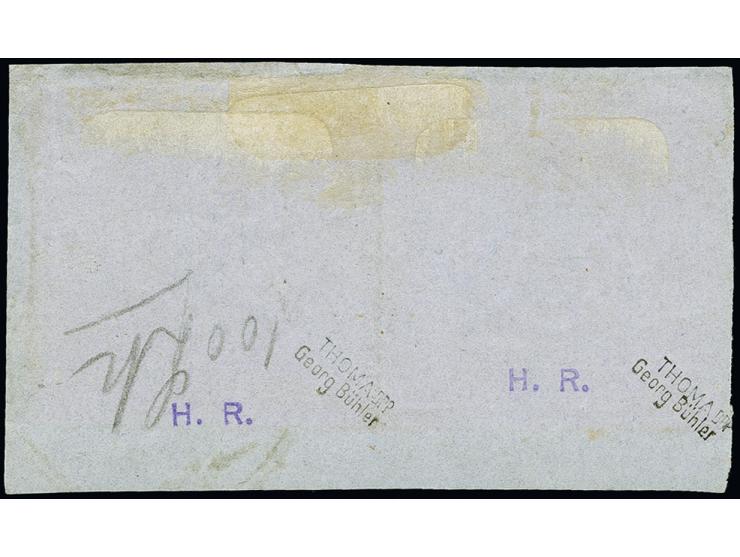 THOMA BPP
Georg Bühler
THOMA BPP
Georg Bühler
H. R.
H. R.